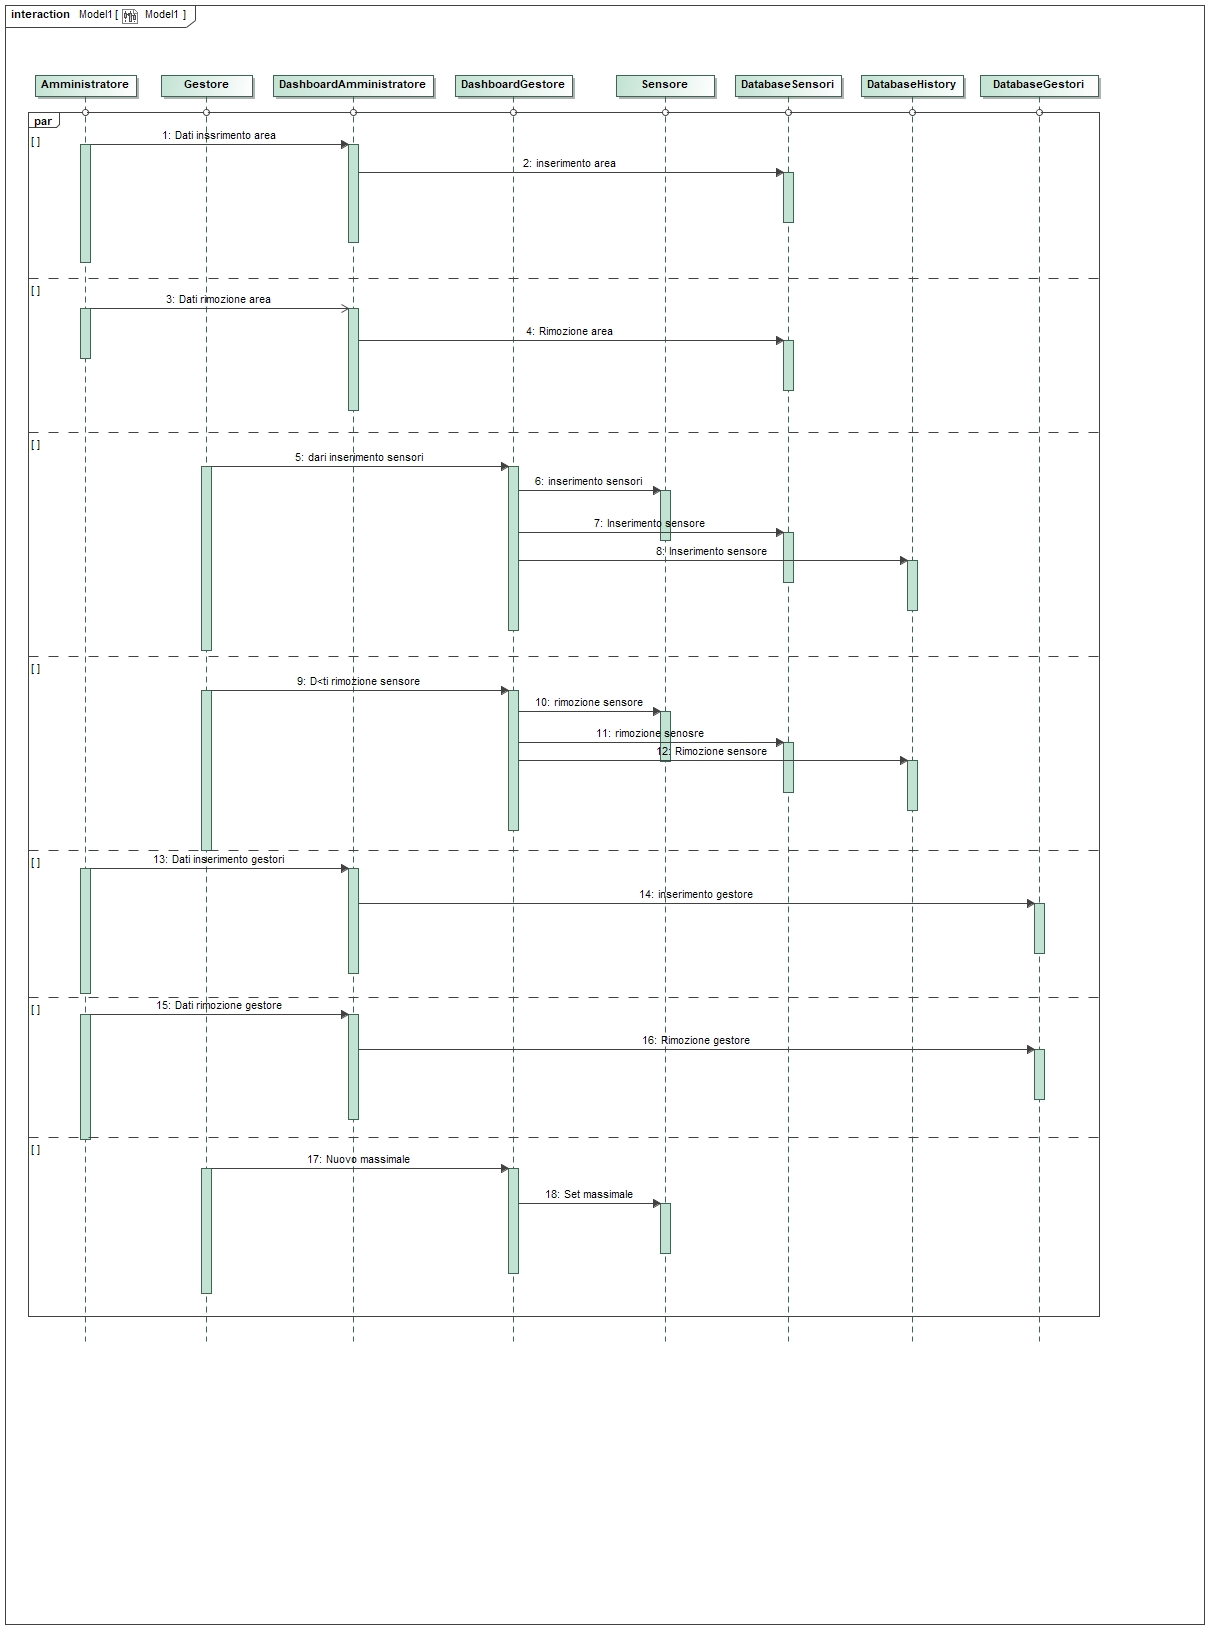 interaction Model1 [ Model1 ]
Amministratore Gestore DashboardAmministratore DashboardGestore Sensore DatabaseSensori DatabaseHistory DatabaseGestori
par
[ ]
1: Dati inssrimento area
2: inserimento area
[ ]
3: Dati rimozione area
4: Rimozione area
[ ]
5: dari inserimento sensori
6: inserimento sensori
7: Inserimento sensore
8: Inserimento sensore
[ ]
9: D<ti rimozione sensore
10: rimozione sensore
11: rimozione senosre
12: Rimozione sensore
[ ]
13: Dati inserimento gestori
14: inserimento gestore
[ ]
15: Dati rimozione gestore
16: Rimozione gestore
[ ]
17: Nuovo massimale
18: Set massimale